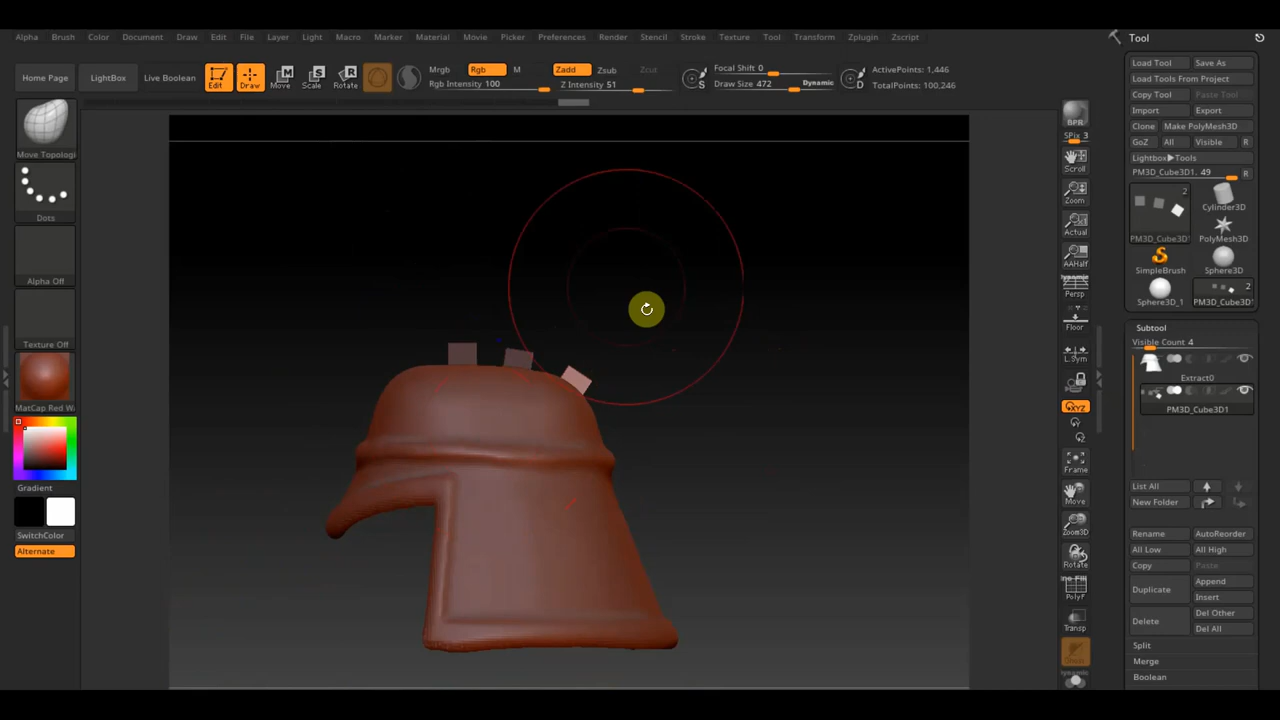 Alpha Brush Color Document Draw Edit File Layer Light Macro Marker Material Movie Picker Preferences Render Stencil Stroke Texture Tool Transform Zplugin Zscript
Home Page
LightBox
Live Boolean
Edit
Draw
Move
Scale
Rotate
Mrgb
Rgb
M
Rgb Intensity 100
Zadd
Zsub
Zcut
Z Intensity 51
S
Focal Shift 0
Draw Size 472
Dynamic
D
ActivePoints: 1,446
TotalPoints: 100,246
Move Topologi
Dots
Alpha Off
Texture Off
MatCap Red Wa
Gradient
SwitchColor
Alternate
BPR
SPix 3
Scroll
Zoom
Actual
AAHalf
Persp
Floor
L.Sym
XYZ
Frame
Move
Zoom3D
Rotate
PolyF
Transp
Tool
Load Tool
Save As
Load Tools From Project
Copy Tool
Paste Tool
Import
Export
Clone
Make PolyMesh3D
GoZ
All
Visible
R
Lightbox▶Tools
PM3D_Cube3D1. 49
R
2
PM3D_Cube3D1
Cylinder3D
PolyMesh3D
SimpleBrush
Sphere3D
Sphere3D_1
2
PM3D_Cube3D1
Subtool
Visible Count 4
Extract0
PM3D_Cube3D1
List All
New Folder
Rename
AutoReorder
All Low
All High
Copy
Paste
Duplicate
Append
Insert
Delete
Del Other
Del All
Split
Merge
Boolean